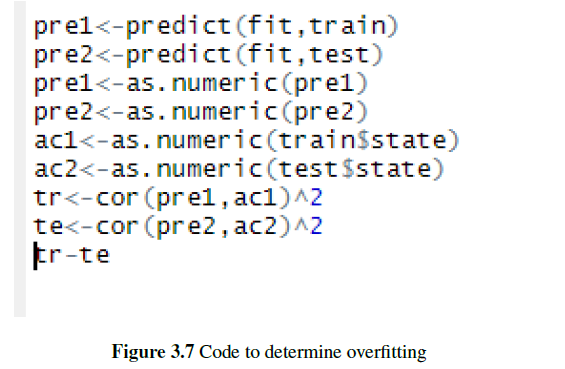 pre1<-predict(fit,train)
pre2<-predict(fit,test)
pre1<-as.numeric(pre1)
pre2<-as.numeric(pre2)
ac1<-as.numeric(train$state)
ac2<-as.numeric(test$state)
tr<-cor(pre1,ac1)^2
te<-cor(pre2,ac2)^2
tr-te
Figure 3.7 Code to determine overfitting